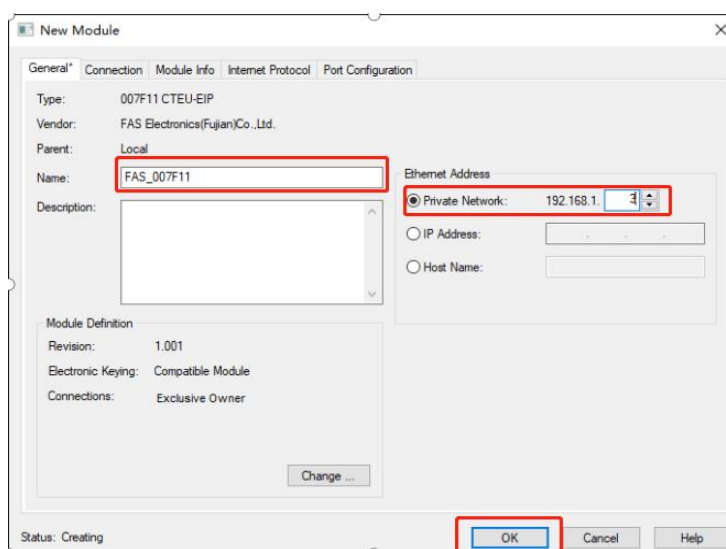 New Module
General* Connection Module Info Internet Protocol Port Configuration
Type: 007F11 CTEU-EIP
Vendor: FAS Electronics(Fujian)Co.,Ltd.
Parent: Local
Name: FAS_007F11
Description:
Ethernet Address
Private Network: 192.168.1. 3
IP Address: . . .
Host Name:
Module Definition
Revision: 1.001
Electronic Keying: Compatible Module
Connections: Exclusive Owner
Change ...
Status: Creating
OK Cancel Help